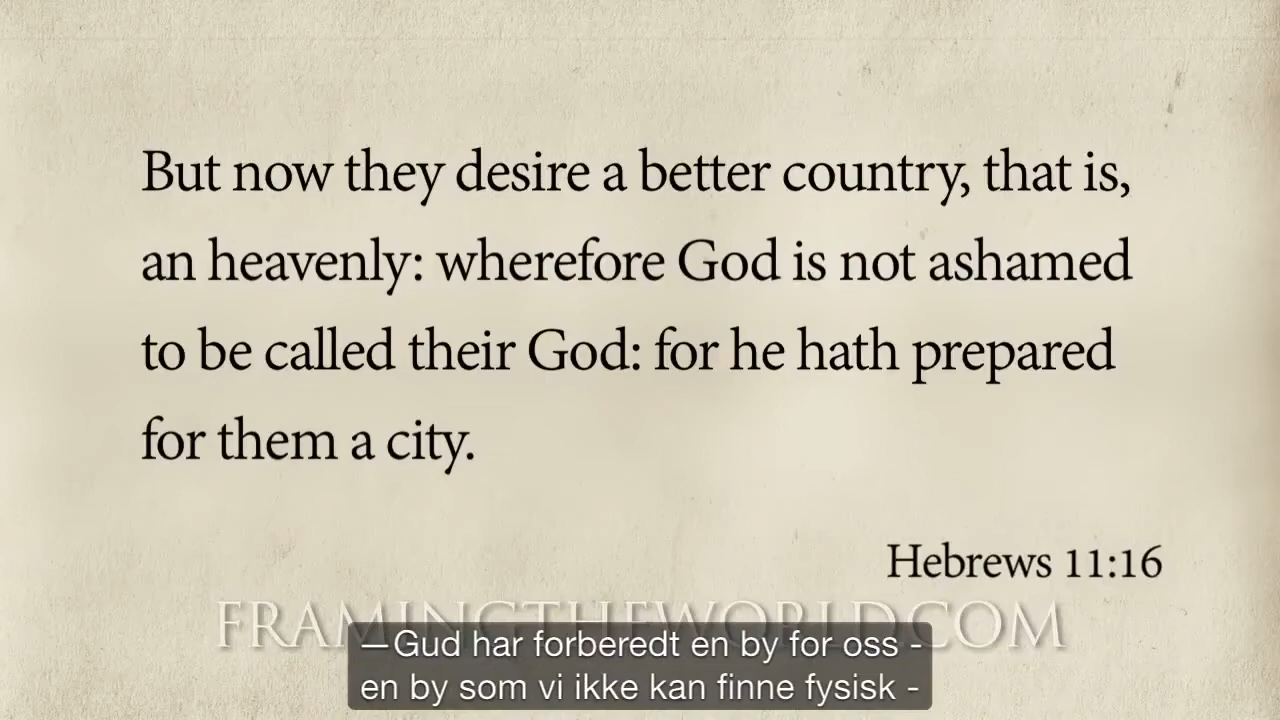 But now they desire a better country, that is,
an heavenly: wherefore God is not ashamed
to be called their God: for he hath prepared
for them a city.
Hebrews 11:16
FRAMINGTHEWORLD.COM
—Gud har forberedt en by for oss -
en by som vi ikke kan finne fysisk -